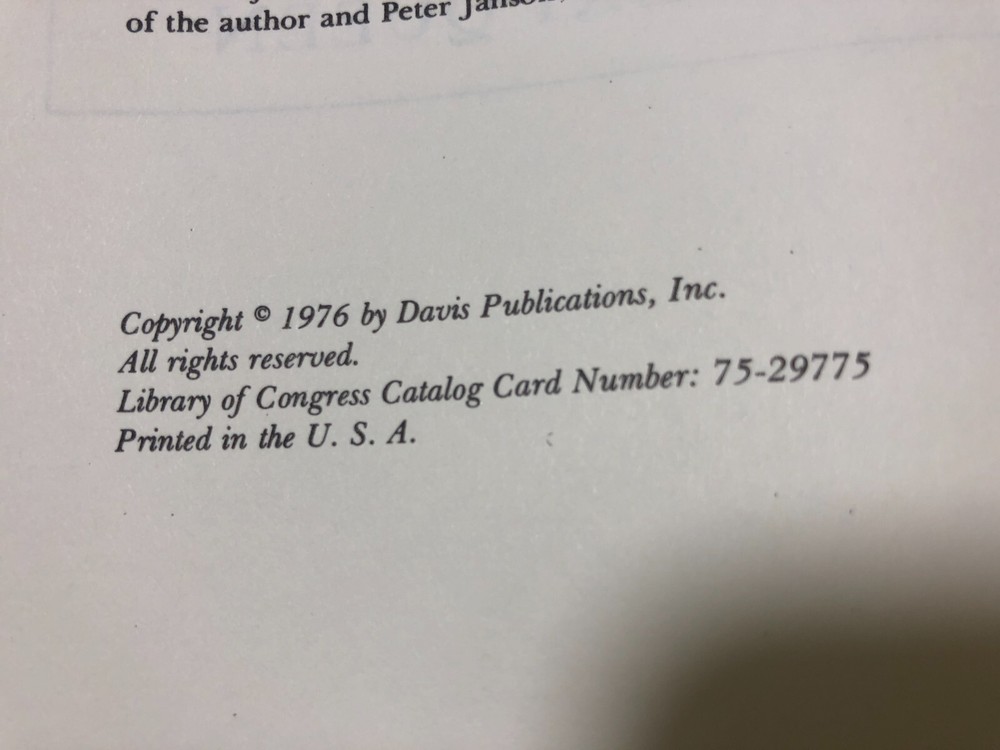 of the author and Peter
Copyright © 1976 by Davis Publications, Inc.
All rights reserved.
Library of Congress Catalog Card Number: 75-29775
Printed in the U. S. A.